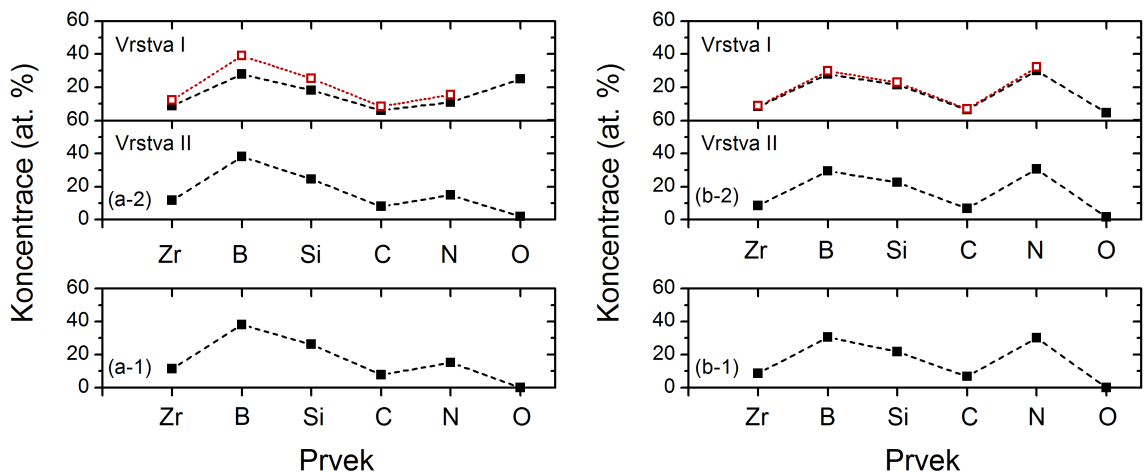 Koncentrace (at. %)
60
40
20
60
40
20
0
Vrstva I
Vrstva II
(a-2)
Zr B Si C N O
60
40
20
0
(a-1)
Zr B Si C N O
Prvek
Koncentrace (at. %)
60
40
20
60
40
20
0
Vrstva I
Vrstva II
(b-2)
Zr B Si C N O
60
40
20
0
(b-1)
Zr B Si C N O
Prvek